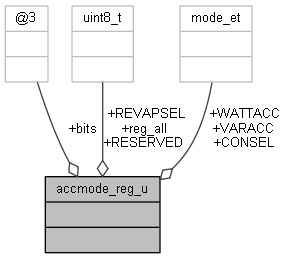 @3
uint8_t
mode_et
+REVAPSEL
+WATTACC
+bits
+reg_all
+VARACC
+RESERVED
+CONSEL
accmode_reg_u